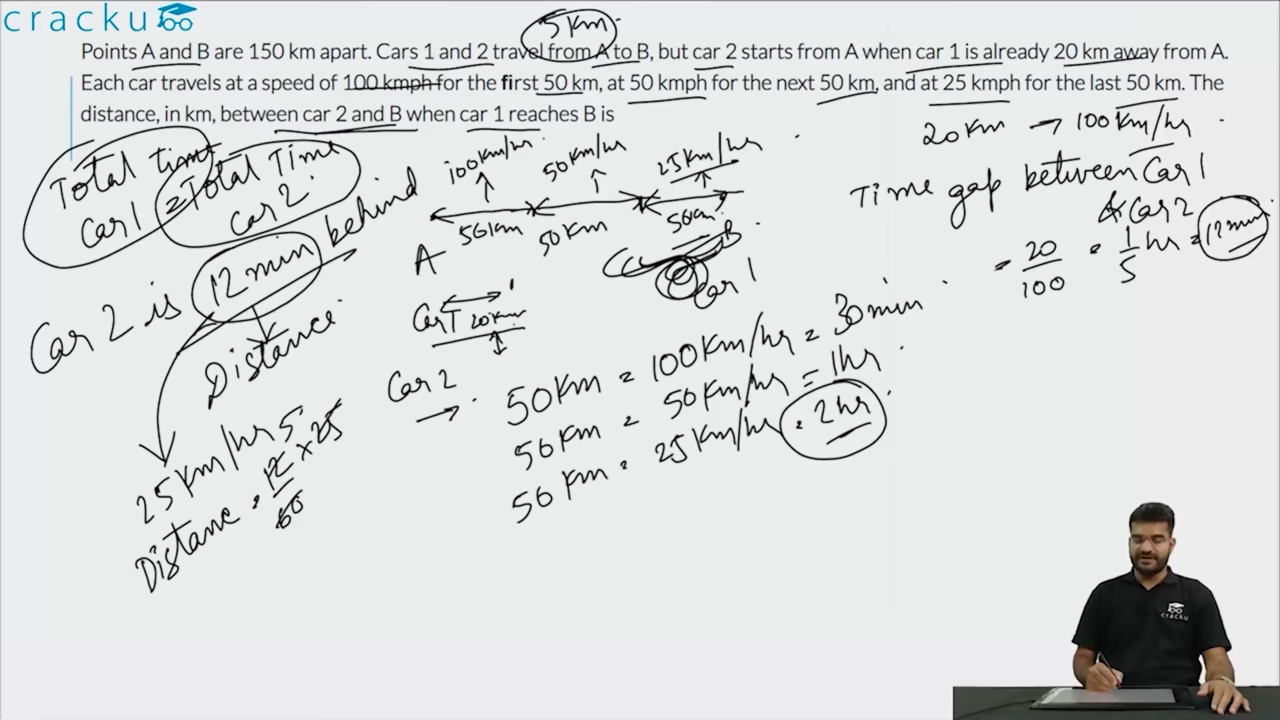 cracku
5 km.
Points A and B are 150 km apart. Cars 1 and 2 travel from A to B, but car 2 starts from A when car 1 is already 20 km away from A.
Each car travels at a speed of 100 kmph for the first 50 km, at 50 kmph for the next 50 km, and at 25 kmph for the last 50 km. The
distance, in km, between car 2 and B when car 1 reaches B is
20 Km → 100 Km/hr.
Time gap between Car 1
& Car 2
= 20/100 = 1/5 hr = 12 min
Total time Car 1 = Total Time Car 2.
Car 2 is 12 min behind
Distance.
25 Km/hr
Distance = 12/60 × 25
5
100 Km/hr. 50 Km/hr 25 Km/hr
50 Km 50 Km 50 Km
A B
Car 1
Car 1 20 Km
Car 2 →
50 Km = 100 Km/hr = 30 min
50 Km = 50 Km/hr = 1 hr
50 Km = 25 Km/hr = 2 hr
cracku